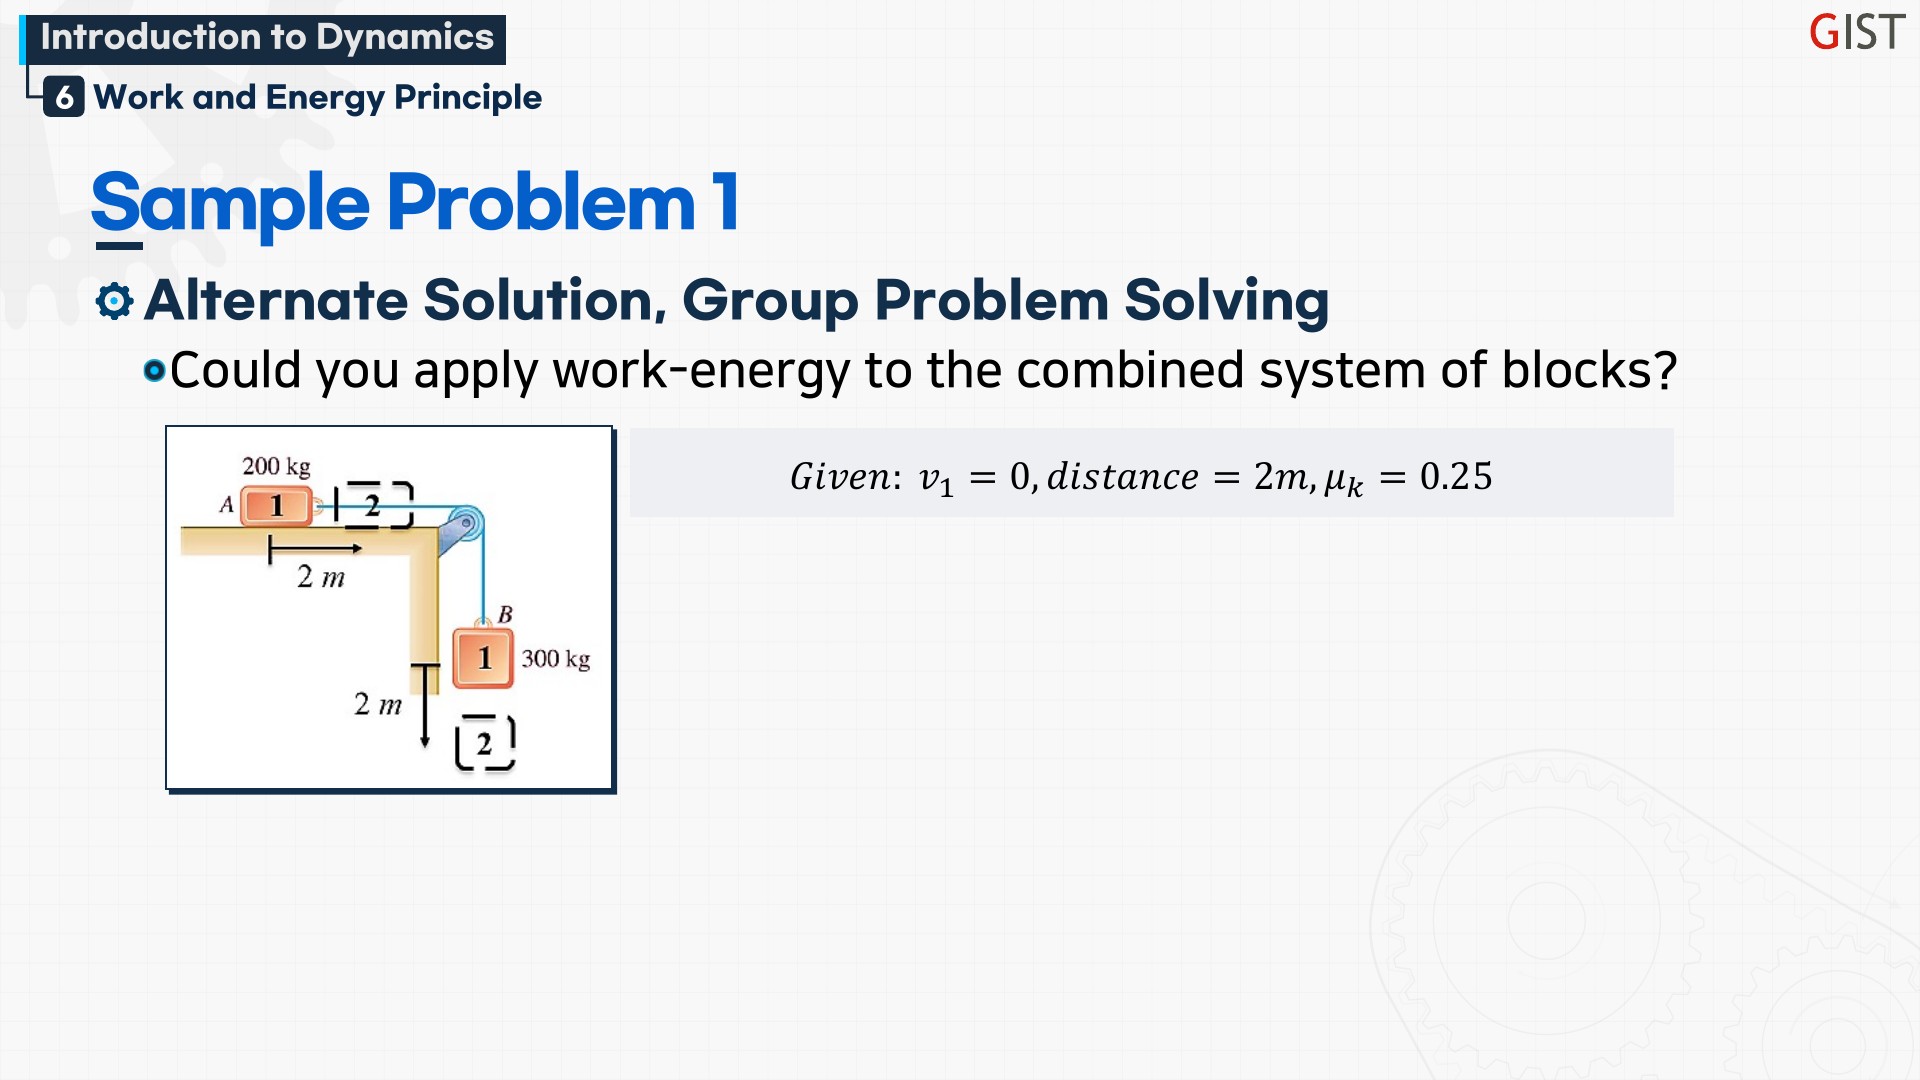 Introduction to Dynamics
GIST
6 Work and Energy Principle
Sample Problem 1
Alternate Solution, Group Problem Solving
Could you apply work-energy to the combined system of blocks?
Given: v₁ = 0, distance = 2m, μₖ = 0.25
200 kg
A 1 2
2 m
B
1 300 kg
2 m
2